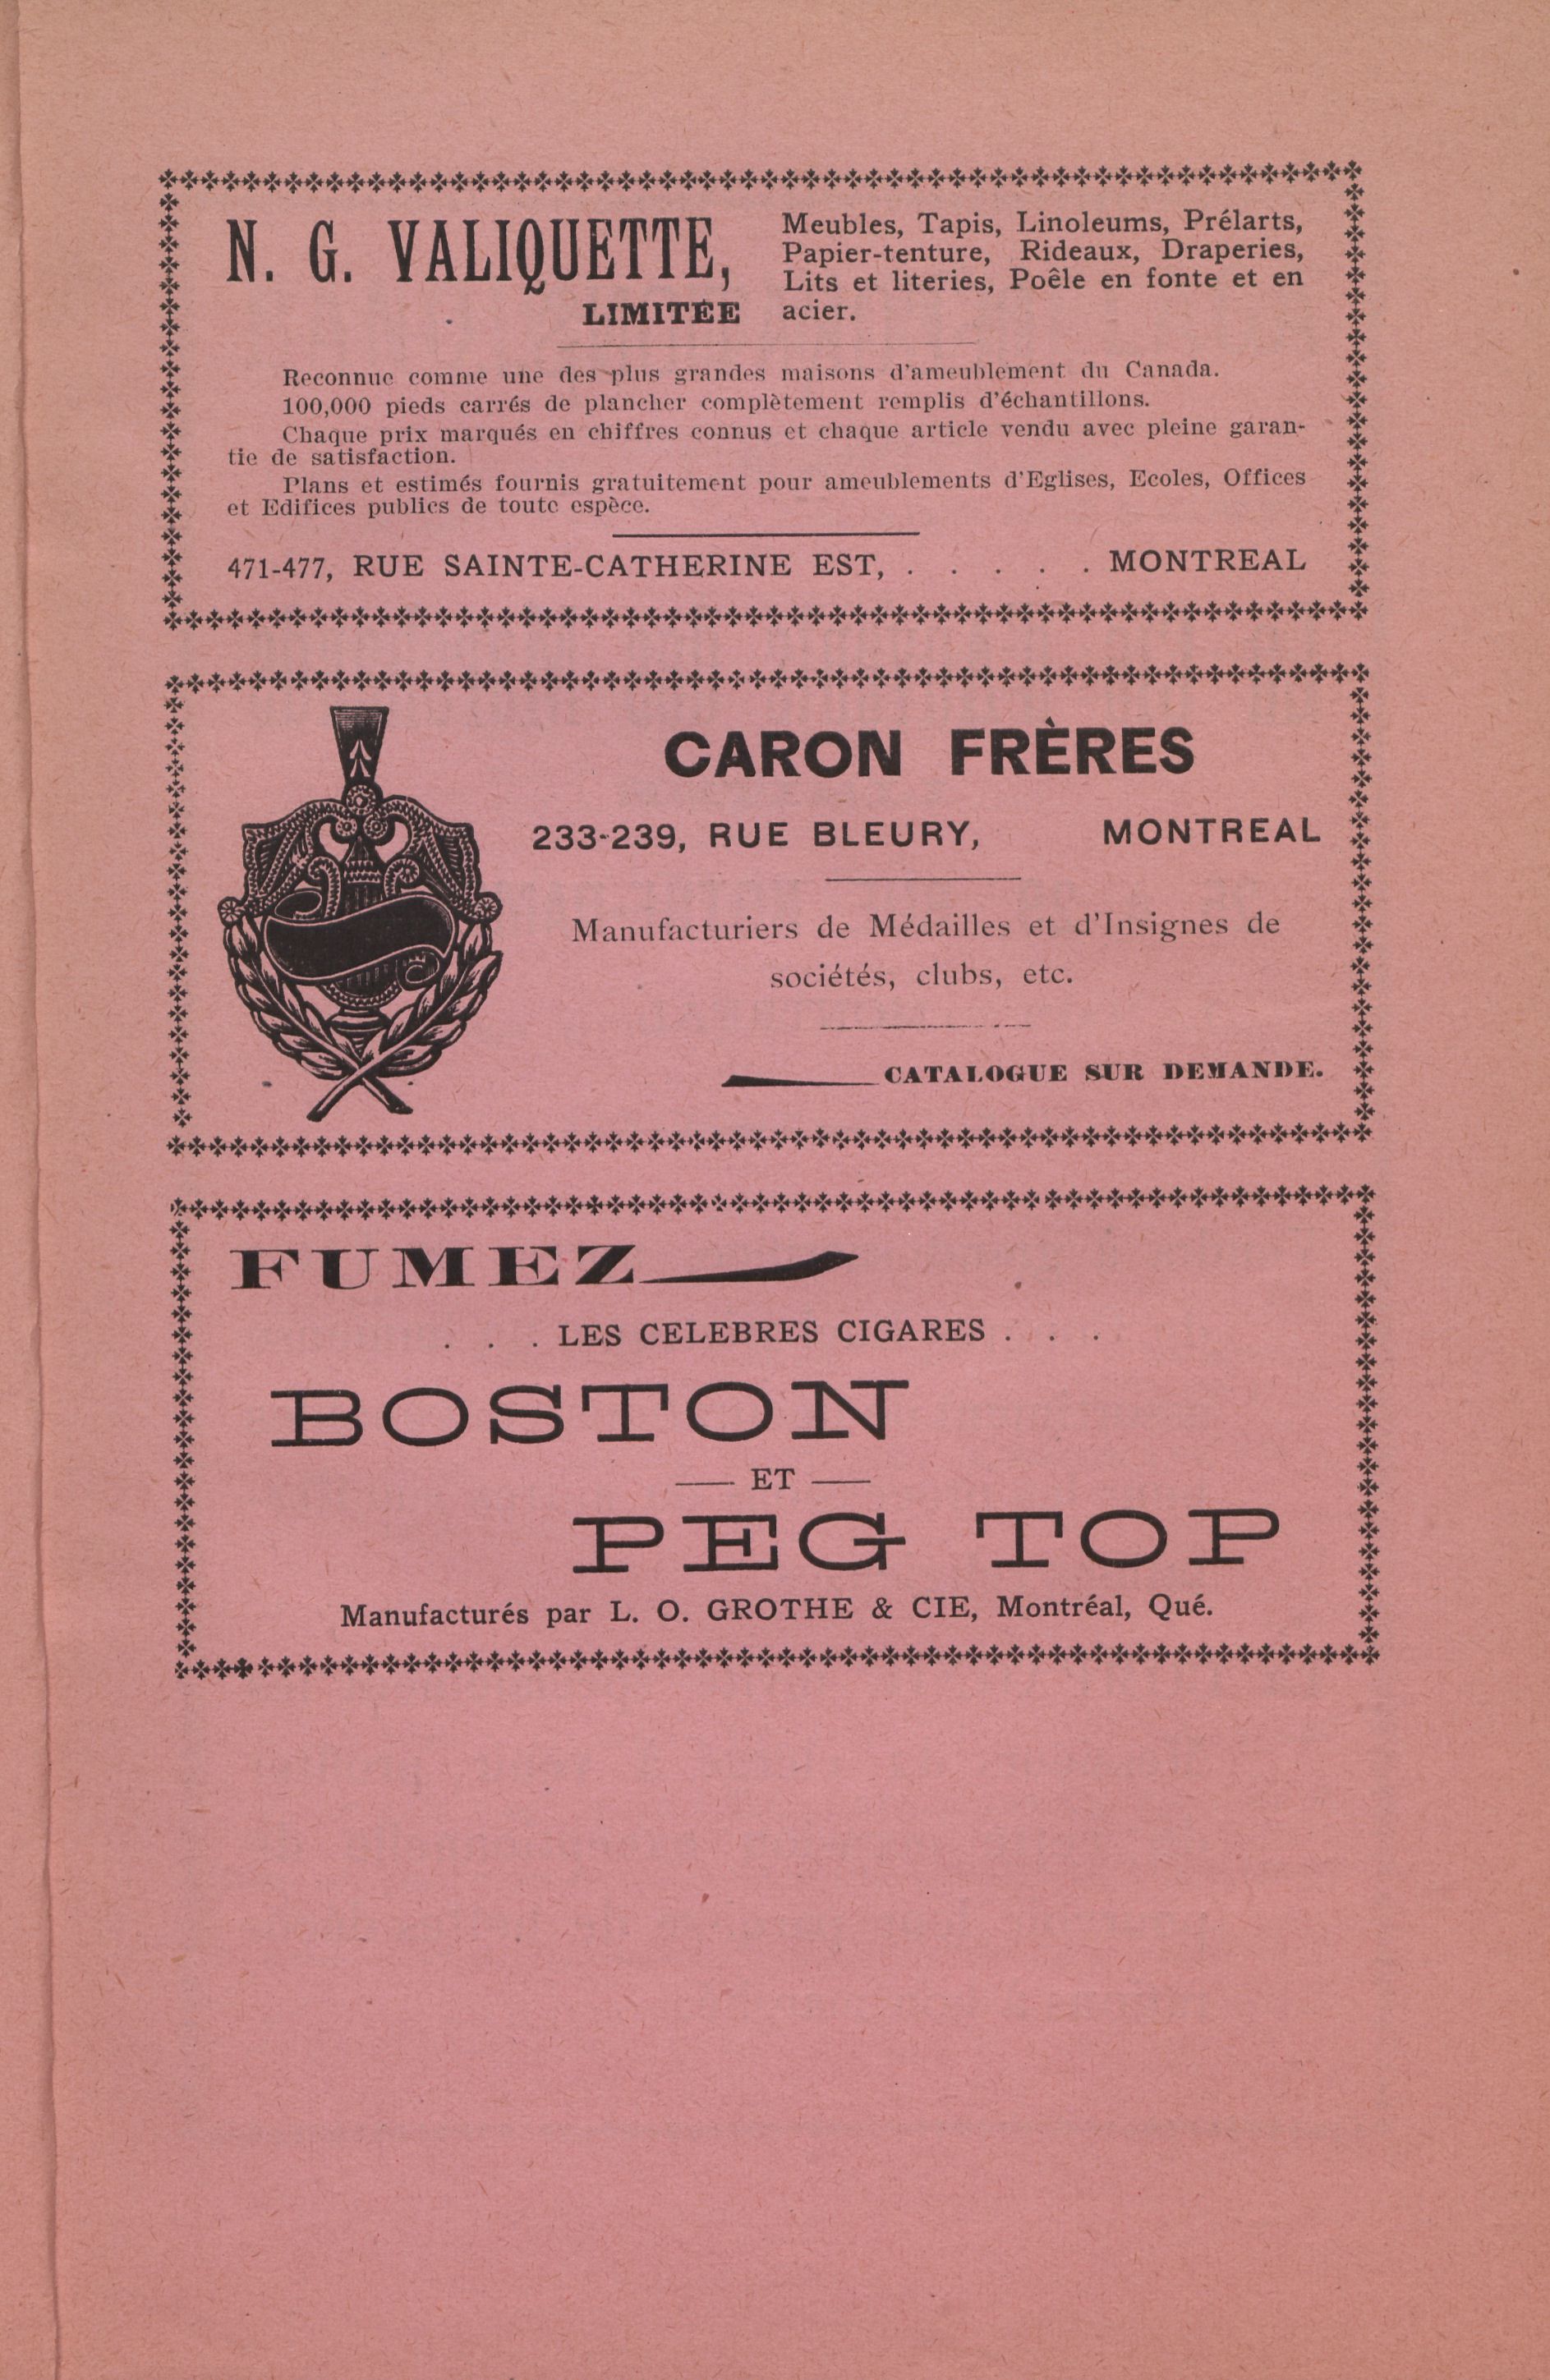 N. G. VALIQUETTE,
LIMITÉE
Meubles, Tapis, Linoleums, Prélarts,
Papier-tenture, Rideaux, Draperies,
Lits et literies, Poêle en fonte et en
acier.
Reconnue comme une des plus grandes maisons d'ameublement du Canada.
100,000 pieds carrés de plancher complètement remplis d'échantillons.
Chaque prix marqués en chiffres connus et chaque article vendu avec pleine garan-
tie de satisfaction.
Plans et estimés fournis gratuitement pour ameublements d'Eglises, Ecoles, Offices
et Edifices publics de toute espèce.
471-477, RUE SAINTE-CATHERINE EST, . . . . . MONTREAL
CARON FRÈRES
233-239, RUE BLEURY, MONTREAL
Manufacturiers de Médailles et d'Insignes de
sociétés, clubs, etc.
CATALOGUE SUR DEMANDE.
FUMEZ
. . . LES CELEBRES CIGARES . . .
BOSTON
— ET —
PEG TOP
Manufacturés par L. O. GROTHE & CIE, Montréal, Qué.